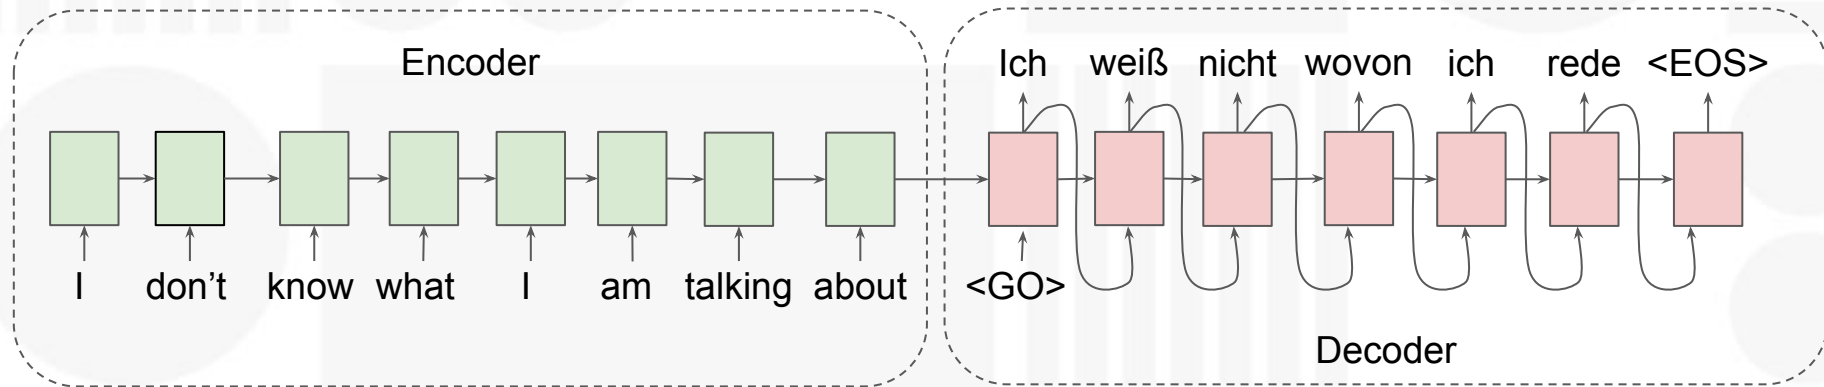 Encoder
Ich weiß nicht wovon ich rede <EOS>
I don’t know what I am talking about <GO>
Decoder